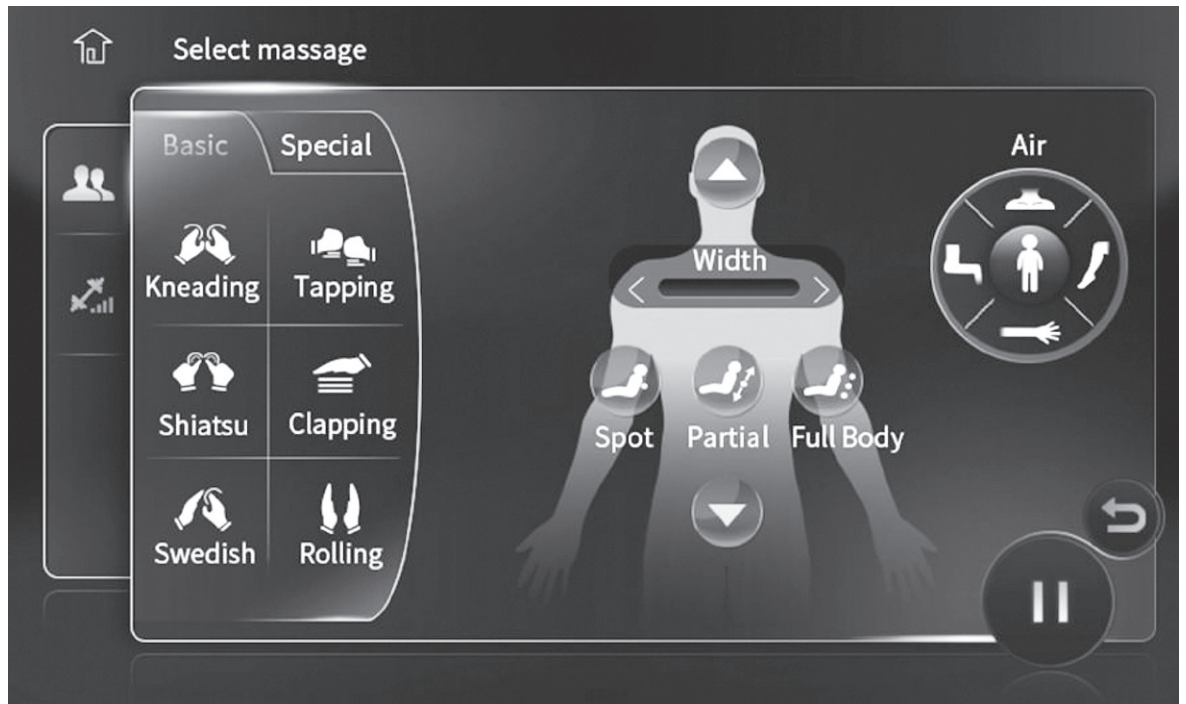 Select massage
Basic Special
Air
Width
Kneading Tapping
Shiatsu Clapping
Spot Partial Full Body
Swedish Rolling